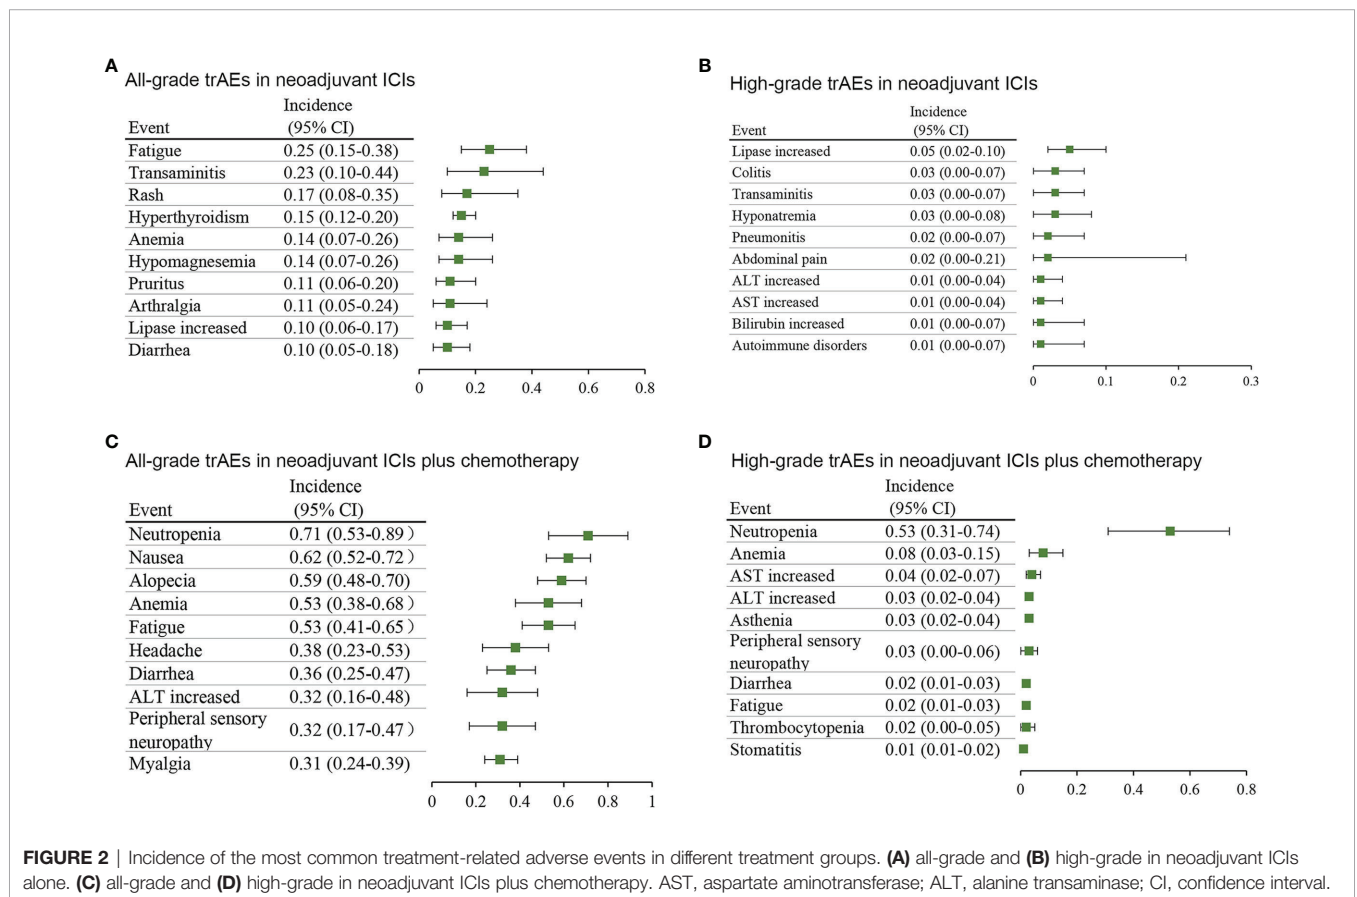 A
All-grade trAEs in neoadjuvant ICIs
Incidence
Event (95% CI)
Fatigue 0.25 (0.15-0.38)
Transaminitis 0.23 (0.10-0.44)
Rash 0.17 (0.08-0.35)
Hyperthyroidism 0.15 (0.12-0.20)
Anemia 0.14 (0.07-0.26)
Hypomagnesemia 0.14 (0.07-0.26)
Pruritus 0.11 (0.06-0.20)
Arthralgia 0.11 (0.05-0.24)
Lipase increased 0.10 (0.06-0.17)
Diarrhea 0.10 (0.05-0.18)
0 0.2 0.4 0.6 0.8
B
High-grade trAEs in neoadjuvant ICIs
Incidence
Event (95% CI)
Lipase increased 0.05 (0.02-0.10)
Colitis 0.03 (0.00-0.07)
Transaminitis 0.03 (0.00-0.07)
Hyponatremia 0.03 (0.00-0.08)
Pneumonitis 0.02 (0.00-0.07)
Abdominal pain 0.02 (0.00-0.21)
ALT increased 0.01 (0.00-0.04)
AST increased 0.01 (0.00-0.04)
Bilirubin increased 0.01 (0.00-0.07)
Autoimmune disorders 0.01 (0.00-0.07)
0 0.1 0.2 0.3
C
All-grade trAEs in neoadjuvant ICIs plus chemotherapy
Incidence
Event (95% CI)
Neutropenia 0.71 (0.53-0.89）
Nausea 0.62 (0.52-0.72）
Alopecia 0.59 (0.48-0.70)
Anemia 0.53 (0.38-0.68）
Fatigue 0.53 (0.41-0.65）
Headache 0.38 (0.23-0.53)
Diarrhea 0.36 (0.25-0.47)
ALT increased 0.32 (0.16-0.48)
Peripheral sensory
neuropathy 0.32 (0.17-0.47）
Myalgia 0.31 (0.24-0.39)
0 0.2 0.4 0.6 0.8 1
D
High-grade trAEs in neoadjuvant ICIs plus chemotherapy
Incidence
Event (95% CI)
Neutropenia 0.53 (0.31-0.74)
Anemia 0.08 (0.03-0.15)
AST increased 0.04 (0.02-0.07)
ALT increased 0.03 (0.02-0.04)
Asthenia 0.03 (0.02-0.04)
Peripheral sensory
neuropathy 0.03 (0.00-0.06)
Diarrhea 0.02 (0.01-0.03)
Fatigue 0.02 (0.01-0.03)
Thrombocytopenia 0.02 (0.00-0.05)
Stomatitis 0.01 (0.01-0.02)
0 0.2 0.4 0.6 0.8
FIGURE 2 | Incidence of the most common treatment-related adverse events in different treatment groups. (A) all-grade and (B) high-grade in neoadjuvant ICIs
alone. (C) all-grade and (D) high-grade in neoadjuvant ICIs plus chemotherapy. AST, aspartate aminotransferase; ALT, alanine transaminase; CI, confidence interval.